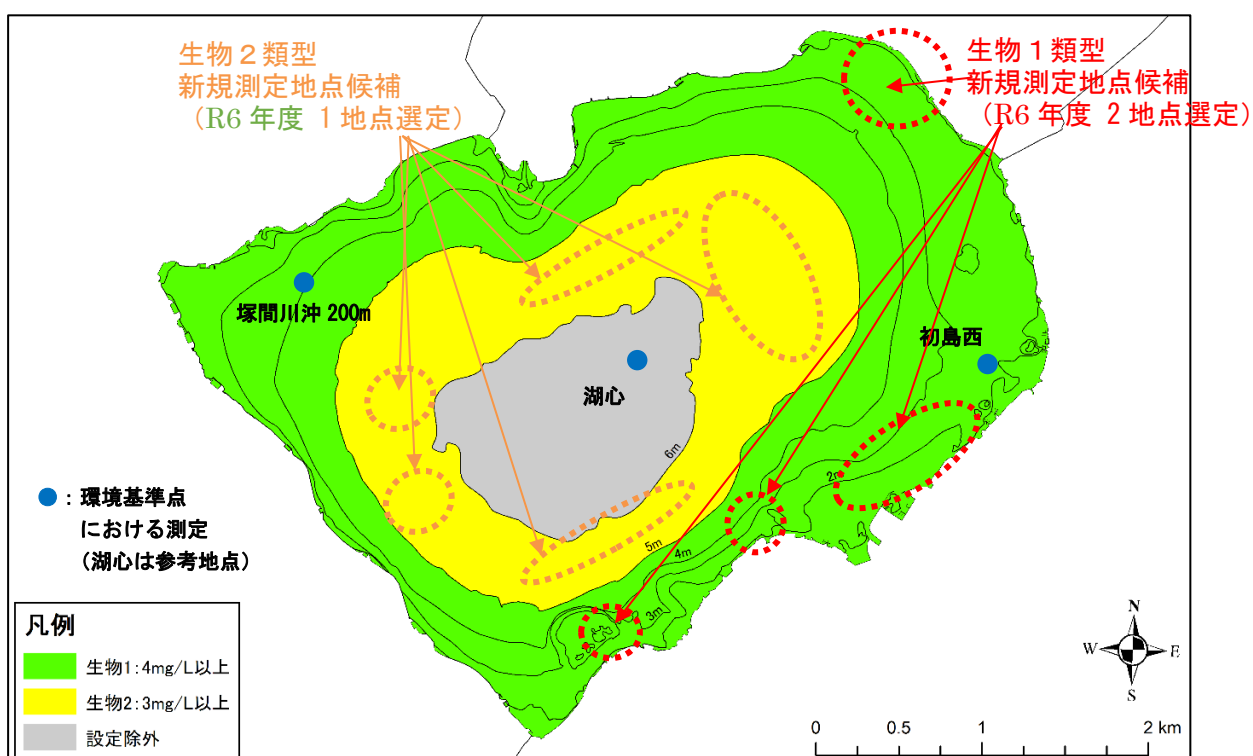 生物２類型
新規測定地点候補
（R6 年度 １地点選定）
生物１類型
新規測定地点候補
（R6 年度 ２地点選定）
塚間川沖 200m
初島西
湖心
6m
2m
5m
4m
3m
：環境基準点
における測定
（湖心は参考地点）
凡例
生物1：4mg/L以上
生物2：3mg/L以上
設定除外
N
W E
S
0 0.5 1 2 km